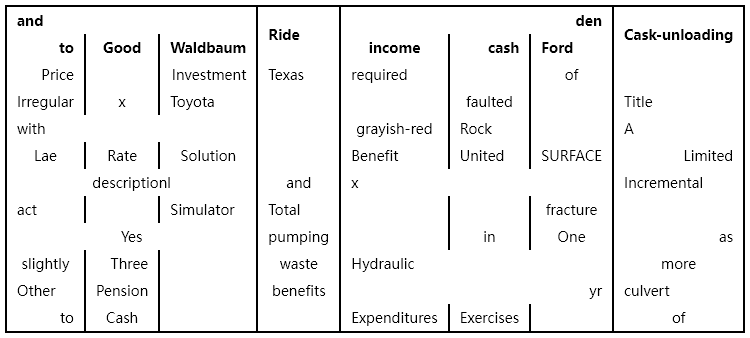 and den
Ride Cask-unloading
to Good Waldbaum income cash Ford
Price Investment Texas required of
Irregular x Toyota faulted Title
with grayish-red Rock A
Lae Rate Solution Benefit United SURFACE Limited
descriptionl and x Incremental
act Simulator Total fracture
Yes pumping in One as
slightly Three waste Hydraulic more
Other Pension benefits yr culvert
to Cash Expenditures Exercises of